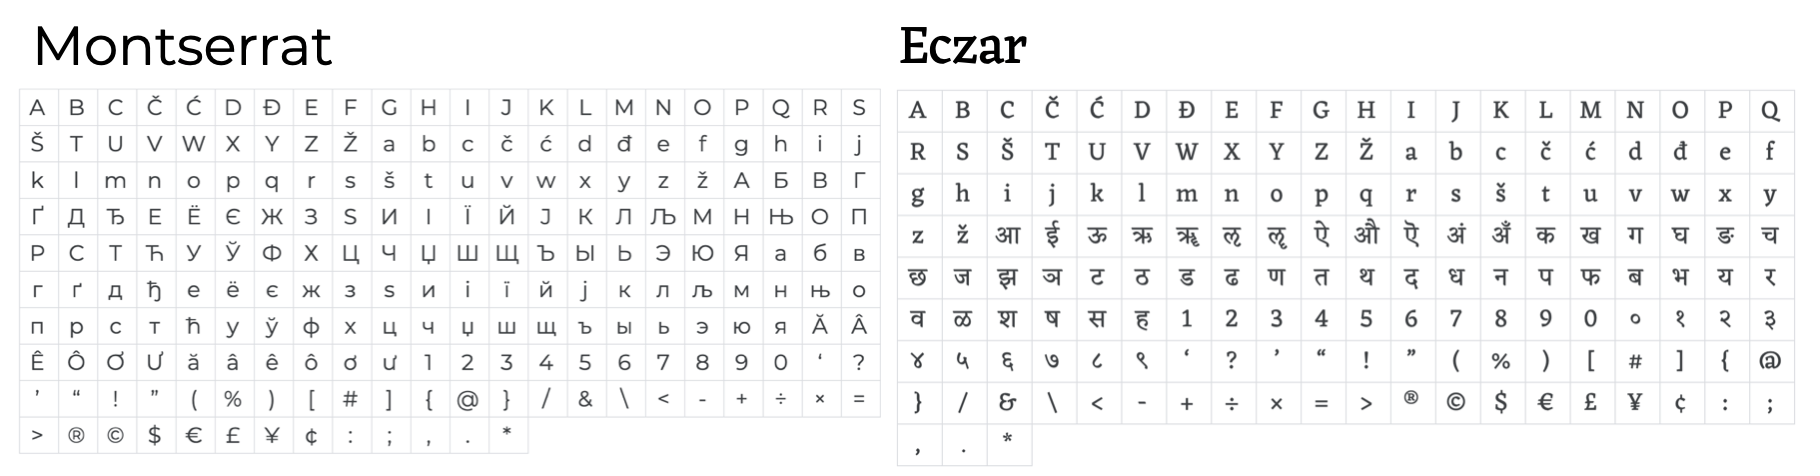 Montserrat
A B C Č Ć D Đ E F G H I J K L M N O P Q R S
Š T U V W X Y Z Ž a b c č ć d đ e f g h i j
k l m n o p q r s š t u v w x y z ž А Б В Г
Ґ Д Ђ Е Ё Є Ж З Ѕ И І Ї Й Ј К Л Љ М Н Њ О П
Р С Т Ћ У Ў Ф Х Ц Ч Џ Ш Щ Ъ Ы Ь Э Ю Я а б в
г ґ д ђ е ё є ж з ѕ и і ї й ј к л љ м н њ о
п р с т ћ у ў ф х ц ч џ ш щ ъ ы ь э ю я Ă Â
Ê Ô Ơ Ư ă â ê ô ơ ư 1 2 3 4 5 6 7 8 9 0 ‘ ?
’ “ ! ” ( % ) [ # ] { @ } / & \ < - + ÷ × =
> ® © $ € £ ¥ ¢ : ; , . *
Eczar
A B C Č Ć D Đ E F G H I J K L M N O P Q
R S Š T U V W X Y Z Ž a b c č ć d đ e f
g h i j k l m n o p q r s š t u v w x y
z ž आ ई ऊ ऋ ॠ ऌ ॡ ऐ औ ऎ अं अँ क ख ग घ ङ च
छ ज झ ञ ट ठ ड ढ ण त थ द ध न प फ ब भ य र
व ळ श ष स ह 1 2 3 4 5 6 7 8 9 0 ० १ २ ३
४ ५ ६ ७ ८ ९ ‘ ? ’ “ ! ” ( % ) [ # ] { @
} / & \ < - + ÷ × = > ® © $ € £ ¥ ¢ : ;
, . *